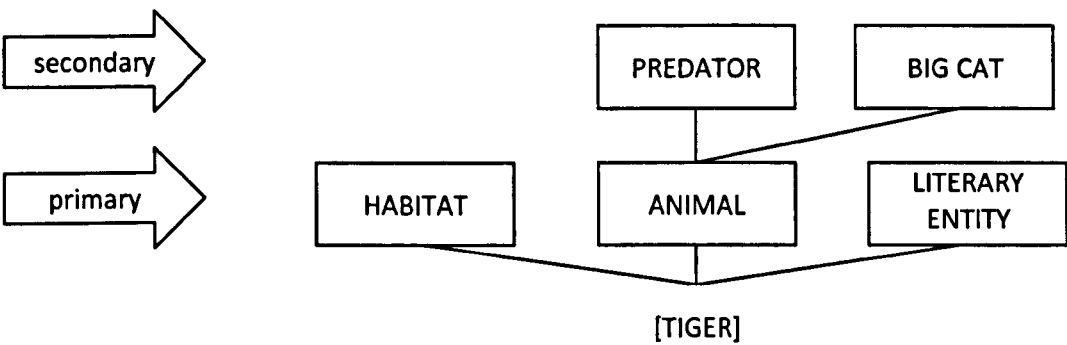 secondary
PREDATOR
BIG CAT
primary
HABITAT
ANIMAL
LITERARY
ENTITY
[TIGER]